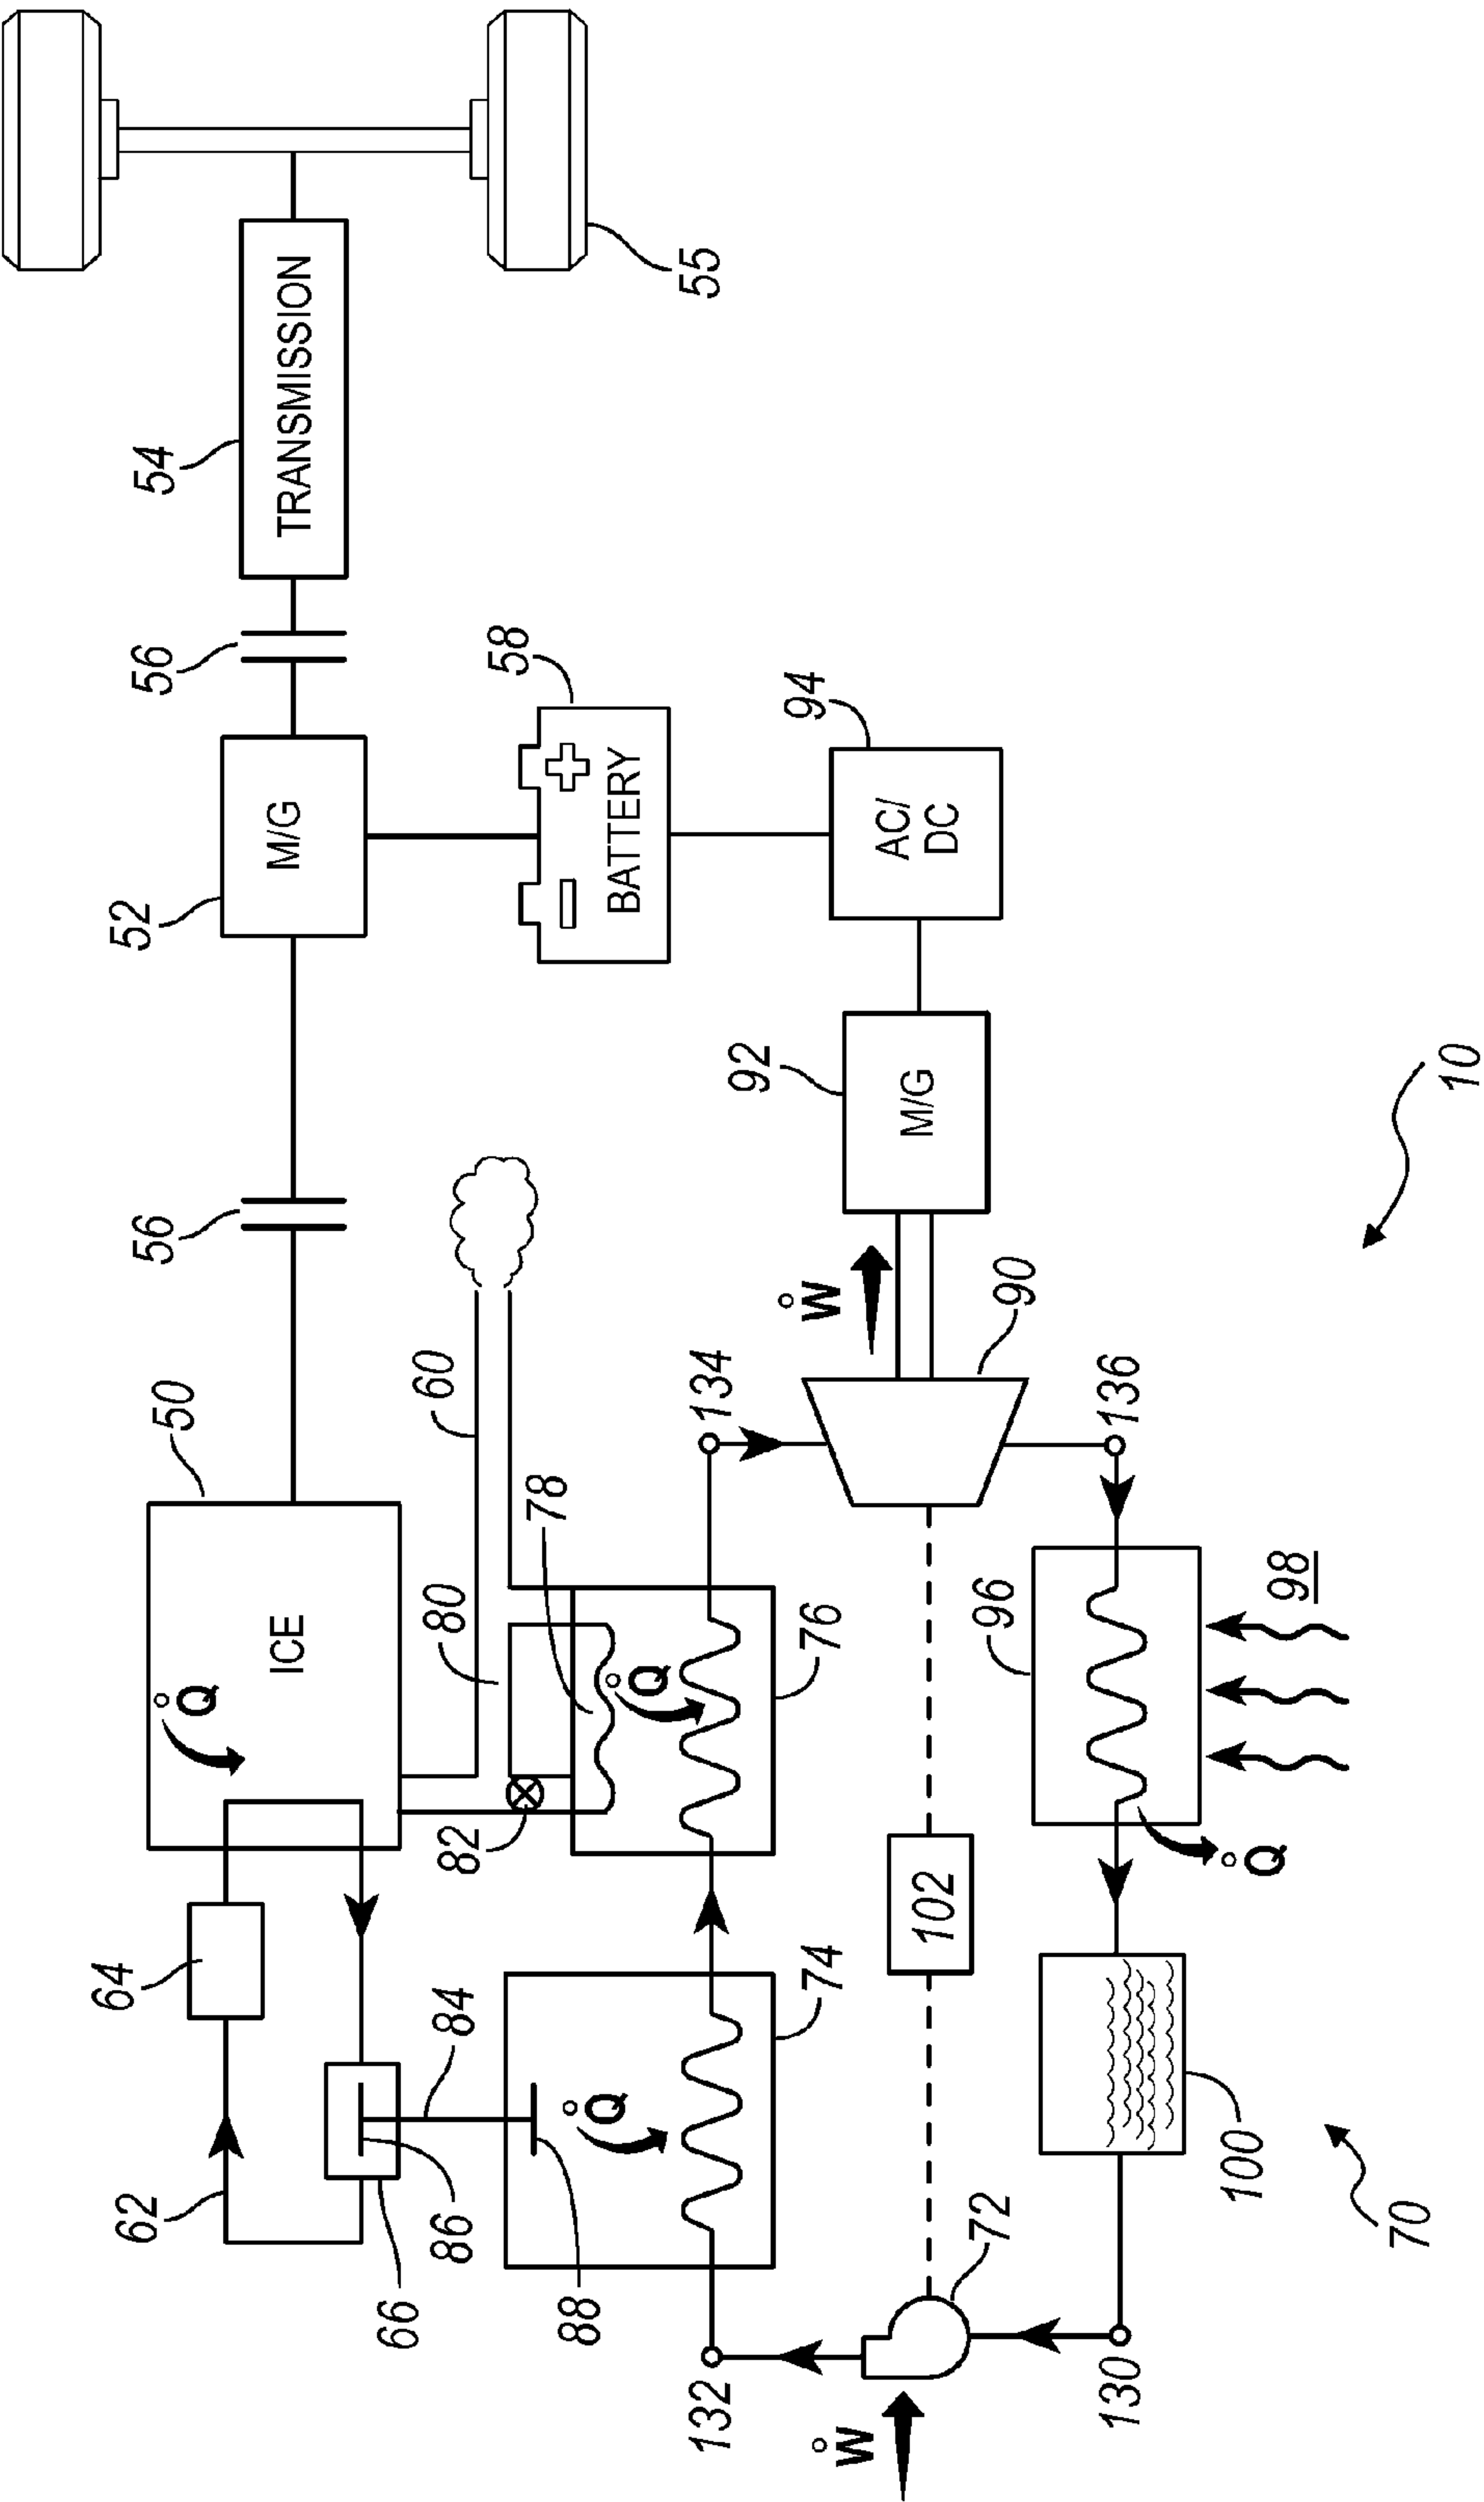 62
64
50
56
52
56
54
Q̊
ICE
M/G
TRANSMISSION
66
86
84
82
80
60
78
58
BATTERY
55
88
Q̊
Q̊
132
134
92
94
74
76
W̊
W̊
102
M/G
AC/
DC
72
96
90
130
136
100
Q̊
98
70
10